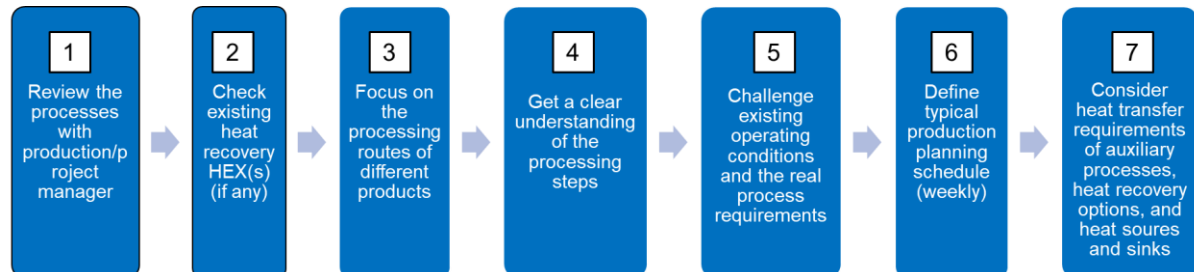 1
Review the
processes with
production/p
roject manager
2
Check
existing
heat
recovery
HEX(s)
(if any)
3
Focus on
the
processing
routes of
different
products
4
Get a clear
understanding
of the
processing
steps
5
Challenge
existing
operating
conditions
and the real
process
requirements
6
Define
typical
production
planning
schedule
(weekly)
7
Consider
heat transfer
requirements
of auxiliary
processes,
heat recovery
options, and
heat soures
and sinks